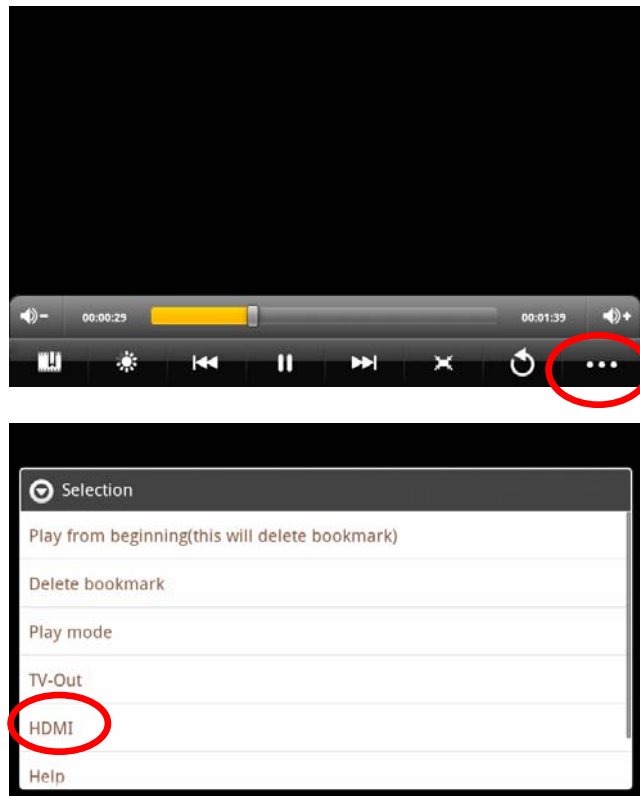 00:00:29
00:01:39
Selection
Play from beginning(this will delete bookmark)
Delete bookmark
Play mode
TV-Out
HDMI
Help